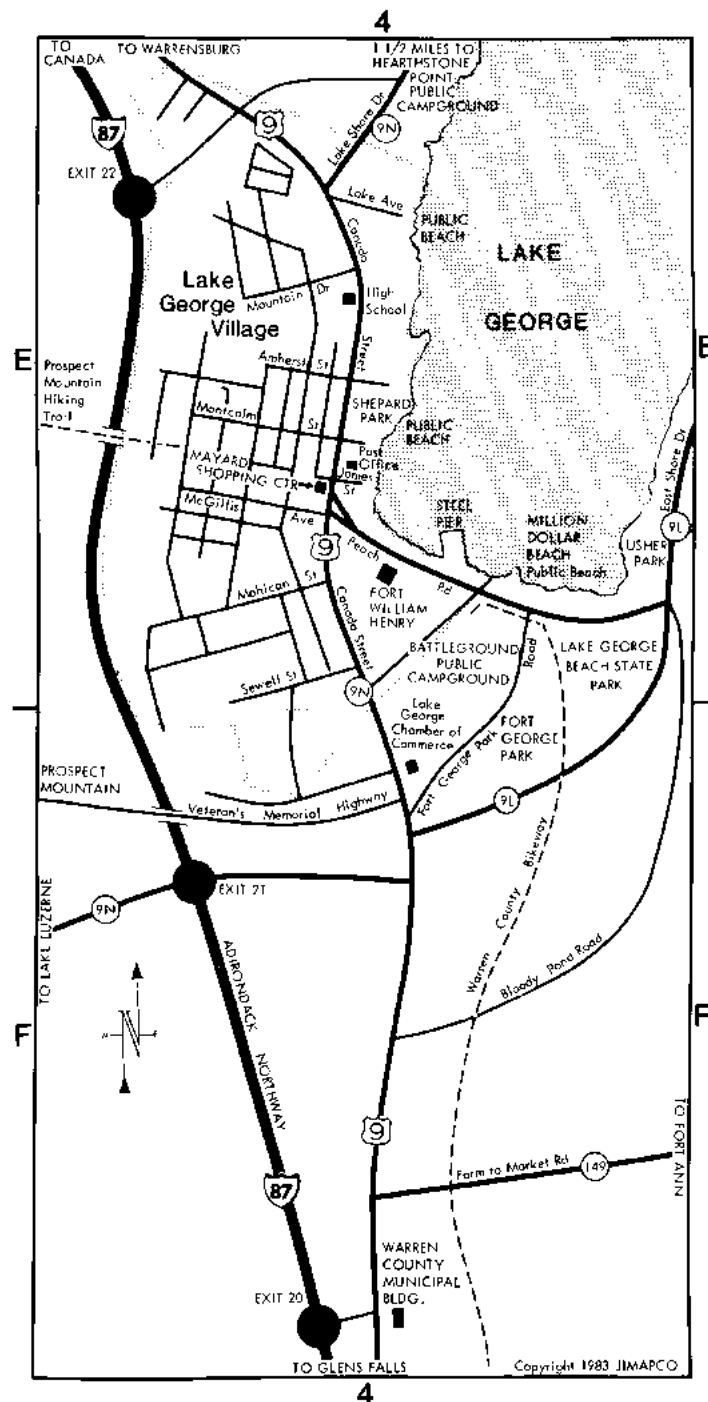 4
TO
CANADA
TO WARRENSBURG
1 1/2 MILES TO
HEARTHSTONE
POINT
PUBLIC
CAMPGROUND
87
9
9N
Lake Shore Dr
EXIT 22
Lake Ave
PUBLIC
BEACH
LAKE
GEORGE
Canada
Street
Lake
George
Village
Mountain Dr
High
School
E
E
Prospect
Mountain
Hiking
Trail
Amherst St
SHEPARD
PARK
Montcalm
St
PUBLIC
BEACH
Post
Office
MAYARD
SHOPPING CTR
James
St
McGillis
Ave
STEEL
PIER
MILLION
DOLLAR
BEACH
Public Beach
East Shore Dr
9L
USHER
PARK
9
Beach
Rd
Mohican St
FORT
WILLIAM
HENRY
Canada Street
BATTLEGROUND
PUBLIC
CAMPGROUND
LAKE GEORGE
BEACH STATE
PARK
Sewell St
9N
Lake
George
Chamber of
Commerce
Fort George Park
Road
FORT
GEORGE
PARK
PROSPECT
MOUNTAIN
Veteran's Memorial Highway
9L
Warren County Bikeway
TO LAKE LUZERNE
9N
EXIT 21
Bloody Pond Road
ADIRONDACK
NORTHWAY
N
F
F
9
TO FORT ANN
Farm to Market Rd
149
87
WARREN
COUNTY
MUNICIPAL
BLDG.
EXIT 20
TO GLENS FALLS
Copyright 1983 JIMAPCO
4